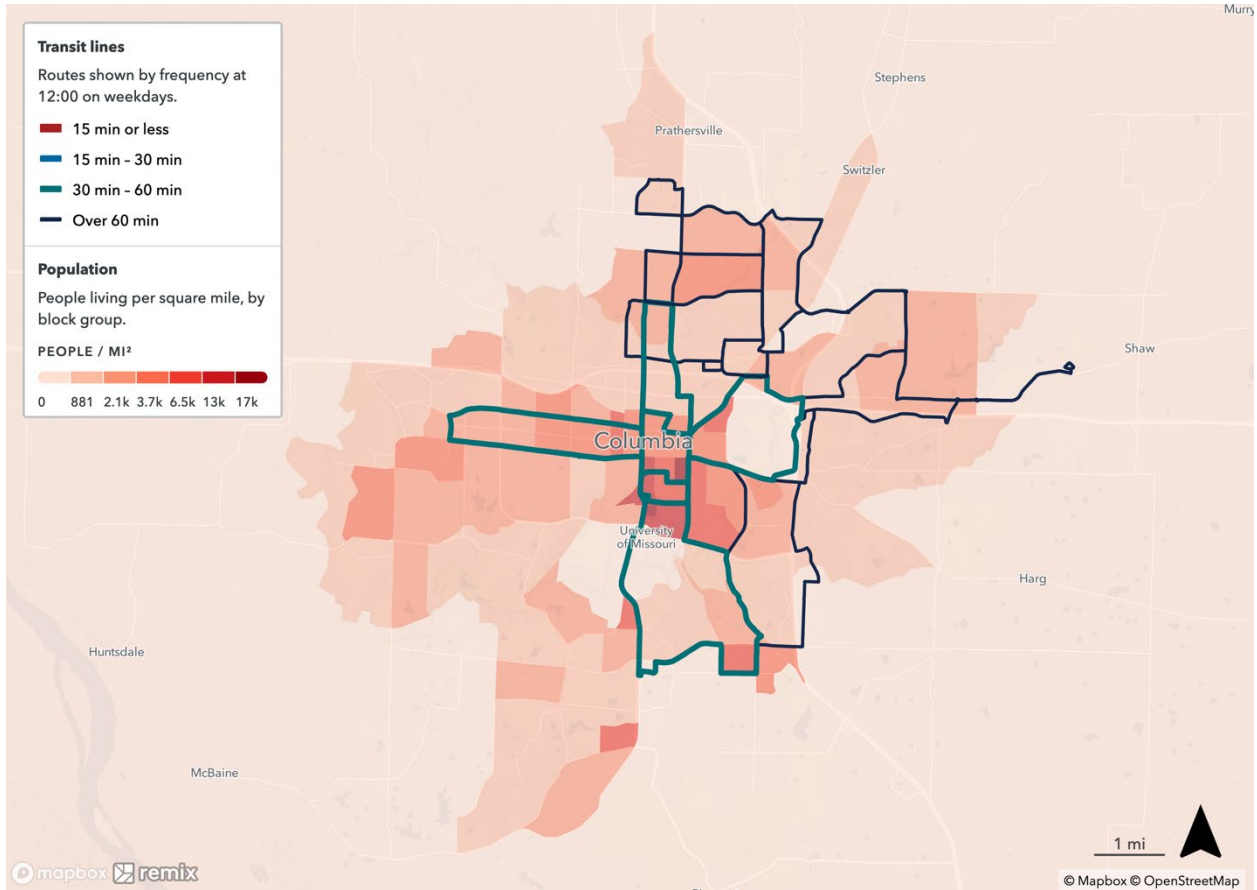 Transit lines
Routes shown by frequency at
12:00 on weekdays.
15 min or less
15 min – 30 min
30 min – 60 min
Over 60 min
Population
People living per square mile, by
block group.
PEOPLE / MI²
0 881 2.1k 3.7k 6.5k 13k 17k
Murry
Stephens
Prathersville
Switzler
Shaw
Columbia
University
of Missouri
Harg
Huntsdale
McBaine
1 mi
mapbox remix
© Mapbox © OpenStreetMap